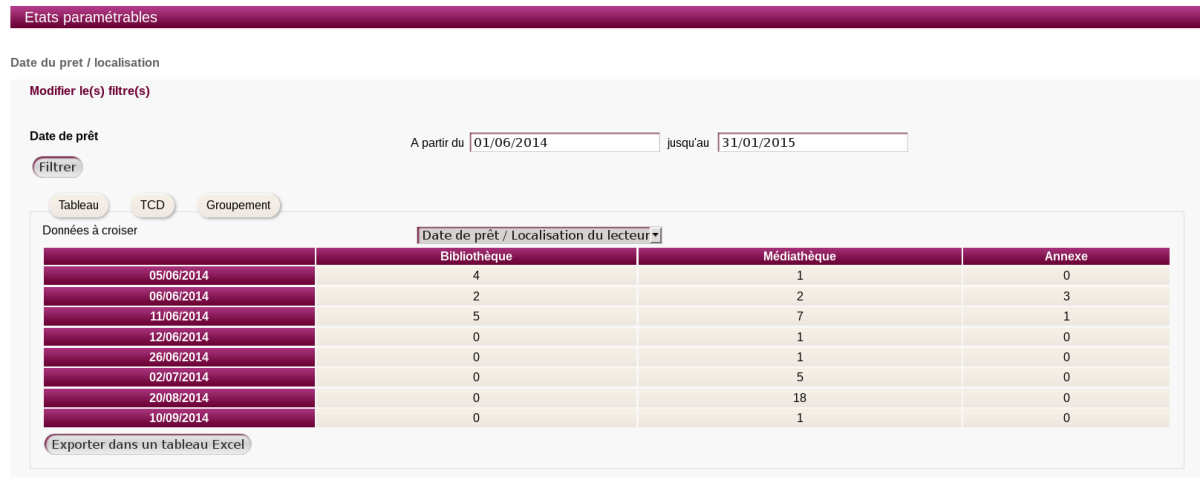 Etats paramétrables
Date du pret / localisation
Modifier le(s) filtre(s)
Date de prêt A partir du 01/06/2014 jusqu'au 31/01/2015
Filtrer
Tableau TCD Groupement
Données à croiser Date de prêt / Localisation du lecteur
Bibliothèque Médiathèque Annexe
05/06/2014 4 1 0
06/06/2014 2 2 3
11/06/2014 5 7 1
12/06/2014 0 1 0
26/06/2014 0 1 0
02/07/2014 0 5 0
20/08/2014 0 18 0
10/09/2014 0 1 0
Exporter dans un tableau Excel